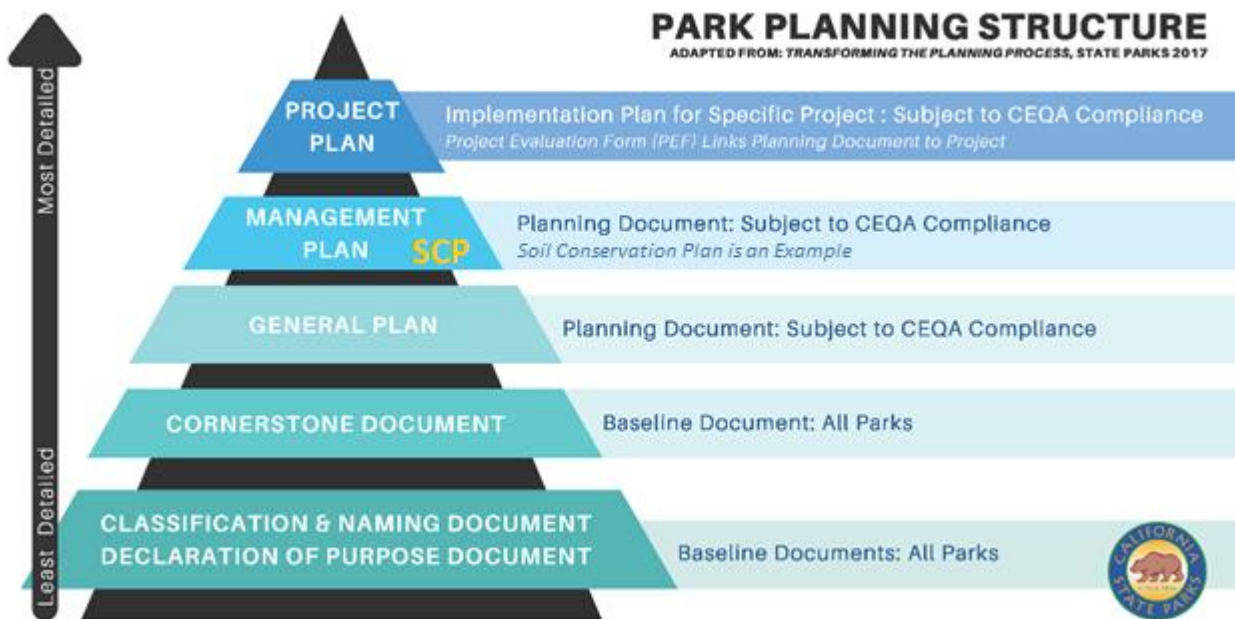 PARK PLANNING STRUCTURE
ADAPTED FROM: TRANSFORMING THE PLANNING PROCESS, STATE PARKS 2017
Most Detailed
Least Detailed
PROJECT
PLAN
Implementation Plan for Specific Project : Subject to CEQA Compliance
Project Evaluation Form (PEF) Links Planning Document to Project
MANAGEMENT
PLAN
SCP
Planning Document: Subject to CEQA Compliance
Soil Conservation Plan is an Example
GENERAL PLAN
Planning Document: Subject to CEQA Compliance
CORNERSTONE DOCUMENT
Baseline Document: All Parks
CLASSIFICATION & NAMING DOCUMENT
DECLARATION OF PURPOSE DOCUMENT
Baseline Documents: All Parks
CALIFORNIA
STATE PARKS